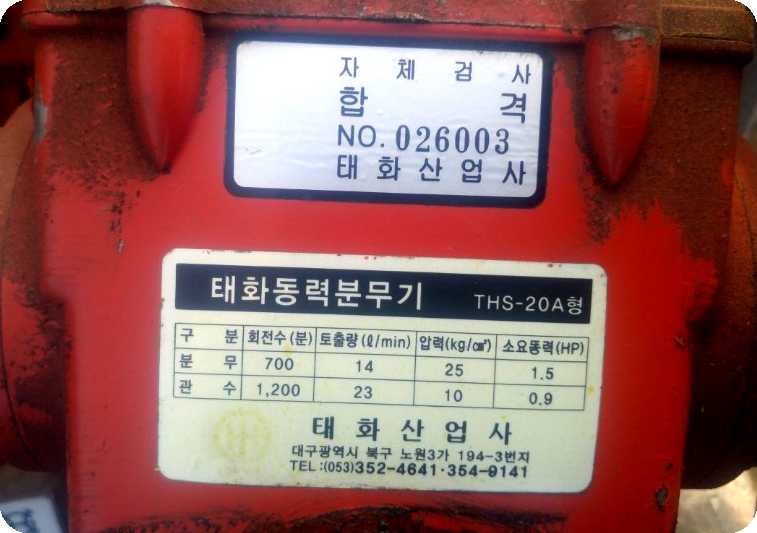 자체검사
합격
NO. 026003
태화산업사
태화동력분무기 THS-20A형
구분 회전수(분) 토출량(ℓ/min) 압력(kg/㎠) 소요똥력(HP)
분무 700 14 25 1.5
관수 1,200 23 10 0.9
태화산업사
대구광역시 북구 노원3가 194-3번지
TEL:(053)352-4641·354-9141